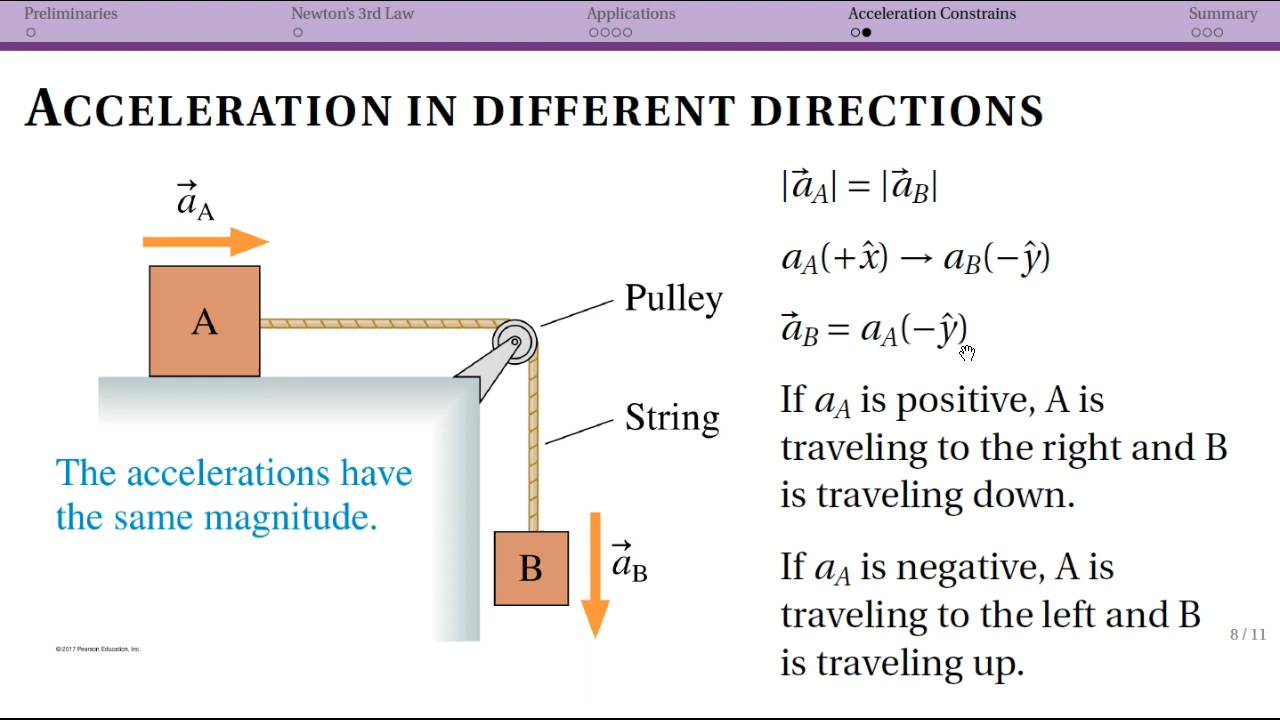 Preliminaries
Newton's 3rd Law
Applications
Acceleration Constrains
Summary
ACCELERATION IN DIFFERENT DIRECTIONS
a⃗A
A
Pulley
String
The accelerations have
the same magnitude.
B
a⃗B
©2017 Pearson Education, Inc.
|a⃗A| = |a⃗B|
aA(+x̂) → aB(−ŷ)
a⃗B = aA(−ŷ)
If aA is positive, A is
traveling to the right and B
is traveling down.
If aA is negative, A is
traveling to the left and B
is traveling up.
8 / 11